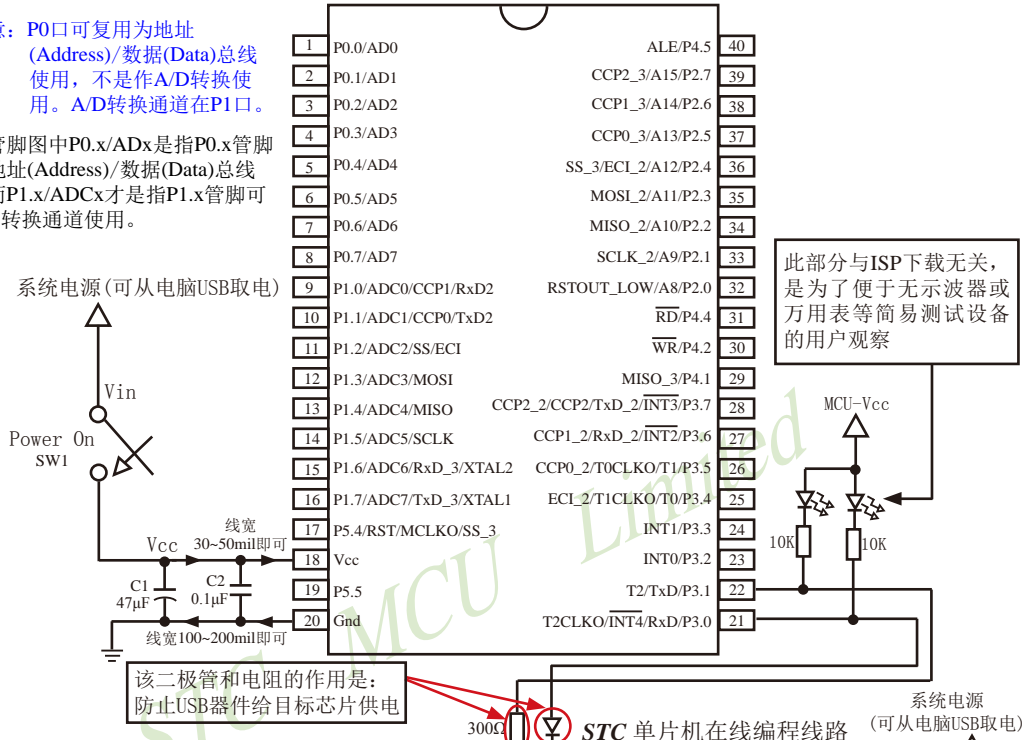 意：P0口可复用为地址
(Address)/数据(Data)总线
使用，不是作A/D转换使
用。A/D转换通道在P1口。
管脚图中P0.x/ADx是指P0.x管脚
地址(Address)/数据(Data)总线
而P1.x/ADCx才是指P1.x管脚可
转换通道使用。
1 P0.0/AD0
2 P0.1/AD1
3 P0.2/AD2
4 P0.3/AD3
5 P0.4/AD4
6 P0.5/AD5
7 P0.6/AD6
8 P0.7/AD7
9 P1.0/ADC0/CCP1/RxD2
10 P1.1/ADC1/CCP0/TxD2
11 P1.2/ADC2/SS/ECI
12 P1.3/ADC3/MOSI
13 P1.4/ADC4/MISO
14 P1.5/ADC5/SCLK
15 P1.6/ADC6/RxD_3/XTAL2
16 P1.7/ADC7/TxD_3/XTAL1
17 P5.4/RST/MCLKO/SS_3
18 Vcc
19 P5.5
20 Gnd
ALE/P4.5 40
CCP2_3/A15/P2.7 39
CCP1_3/A14/P2.6 38
CCP0_3/A13/P2.5 37
SS_3/ECI_2/A12/P2.4 36
MOSI_2/A11/P2.3 35
MISO_2/A10/P2.2 34
SCLK_2/A9/P2.1 33
RSTOUT_LOW/A8/P2.0 32
RD/P4.4 31
WR/P4.2 30
MISO_3/P4.1 29
CCP2_2/CCP2/TxD_2/INT3/P3.7 28
CCP1_2/RxD_2/INT2/P3.6 27
CCP0_2/T0CLKO/T1/P3.5 26
ECI_2/T1CLKO/T0/P3.4 25
INT1/P3.3 24
INT0/P3.2 23
T2/TxD/P3.1 22
T2CLKO/INT4/RxD/P3.0 21
系统电源(可从电脑USB取电)
Vin
Power On
SW1
Vcc
线宽
30~50mil即可
C1
47μF
C2
0.1μF
线宽100~200mil即可
该二极管和电阻的作用是：
防止USB器件给目标芯片供电
此部分与ISP下载无关，
是为了便于无示波器或
万用表等简易测试设备
的用户观察
MCU-Vcc
10K
10K
300Ω
STC 单片机在线编程线路
系统电源
(可从电脑USB取电)
STC MCU Limited